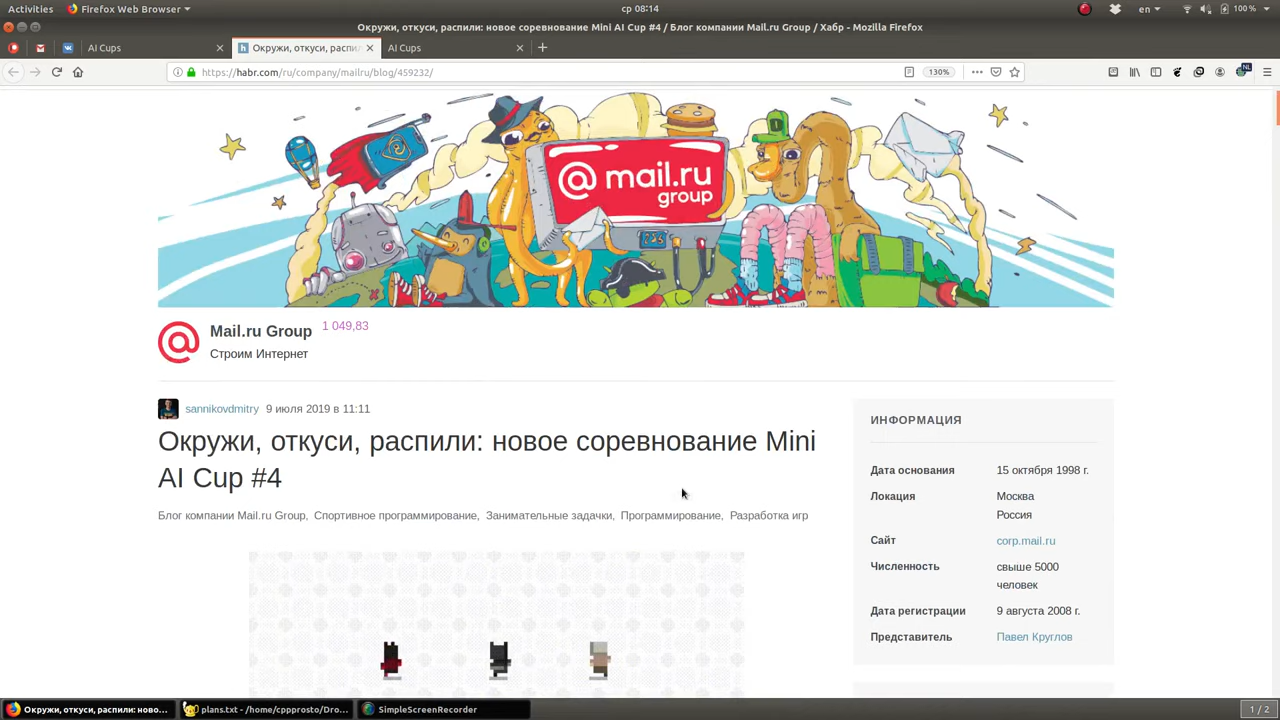 Activities
Firefox Web Browser
ср 08:14
en
100 %
Окружи, откуси, распили: новое соревнование Mini AI Cup #4 / Блог компании Mail.ru Group / Хабр - Mozilla Firefox
AI Cups
Окружи, откуси, распил
AI Cups
https://habr.com/ru/company/mailru/blog/459232/
130%
NL
@ mail.ru
group
Mail.ru Group
1 049,83
Строим Интернет
sannikovdmitry 9 июля 2019 в 11:11
Окружи, откуси, распили: новое соревнование Mini
AI Cup #4
Блог компании Mail.ru Group, Спортивное программирование, Занимательные задачки, Программирование, Разработка игр
ИНФОРМАЦИЯ
Дата основания 15 октября 1998 г.
Локация Москва
Россия
Сайт corp.mail.ru
Численность свыше 5000
человек
Дата регистрации 9 августа 2008 г.
Представитель Павел Круглов
Окружи, откуси, распили: ново...
plans.txt - /home/cppprosto/Dro...
SimpleScreenRecorder
1 / 2